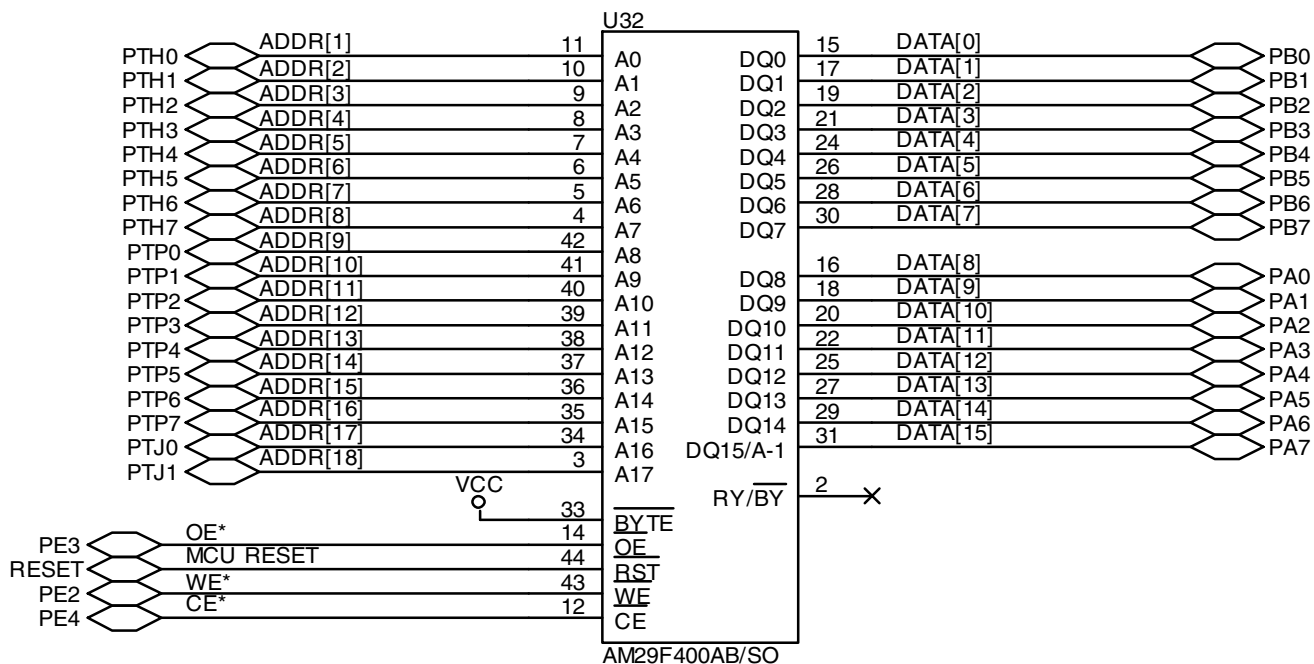 U32
PTH0 ADDR[1] 11 A0 DQ0 15 DATA[0] PB0
PTH1 ADDR[2] 10 A1 DQ1 17 DATA[1] PB1
PTH2 ADDR[3] 9 A2 DQ2 19 DATA[2] PB2
PTH3 ADDR[4] 8 A3 DQ3 21 DATA[3] PB3
PTH4 ADDR[5] 7 A4 DQ4 24 DATA[4] PB4
PTH5 ADDR[6] 6 A5 DQ5 26 DATA[5] PB5
PTH6 ADDR[7] 5 A6 DQ6 28 DATA[6] PB6
PTH7 ADDR[8] 4 A7 DQ7 30 DATA[7] PB7
PTP0 ADDR[9] 42 A8
PTP1 ADDR[10] 41 A9 DQ8 16 DATA[8] PA0
PTP2 ADDR[11] 40 A10 DQ9 18 DATA[9] PA1
PTP3 ADDR[12] 39 A11 DQ10 20 DATA[10] PA2
PTP4 ADDR[13] 38 A12 DQ11 22 DATA[11] PA3
PTP5 ADDR[14] 37 A13 DQ12 25 DATA[12] PA4
PTP6 ADDR[15] 36 A14 DQ13 27 DATA[13] PA5
PTP7 ADDR[16] 35 A15 DQ14 29 DATA[14] PA6
PTJ0 ADDR[17] 34 A16 DQ15/A-1 31 DATA[15] PA7
PTJ1 ADDR[18] 3 A17
RY/BY 2
VCC 33 BYTE
PE3 OE* 14 OE
RESET MCU RESET 44 RST
PE2 WE* 43 WE
PE4 CE* 12 CE
AM29F400AB/SO